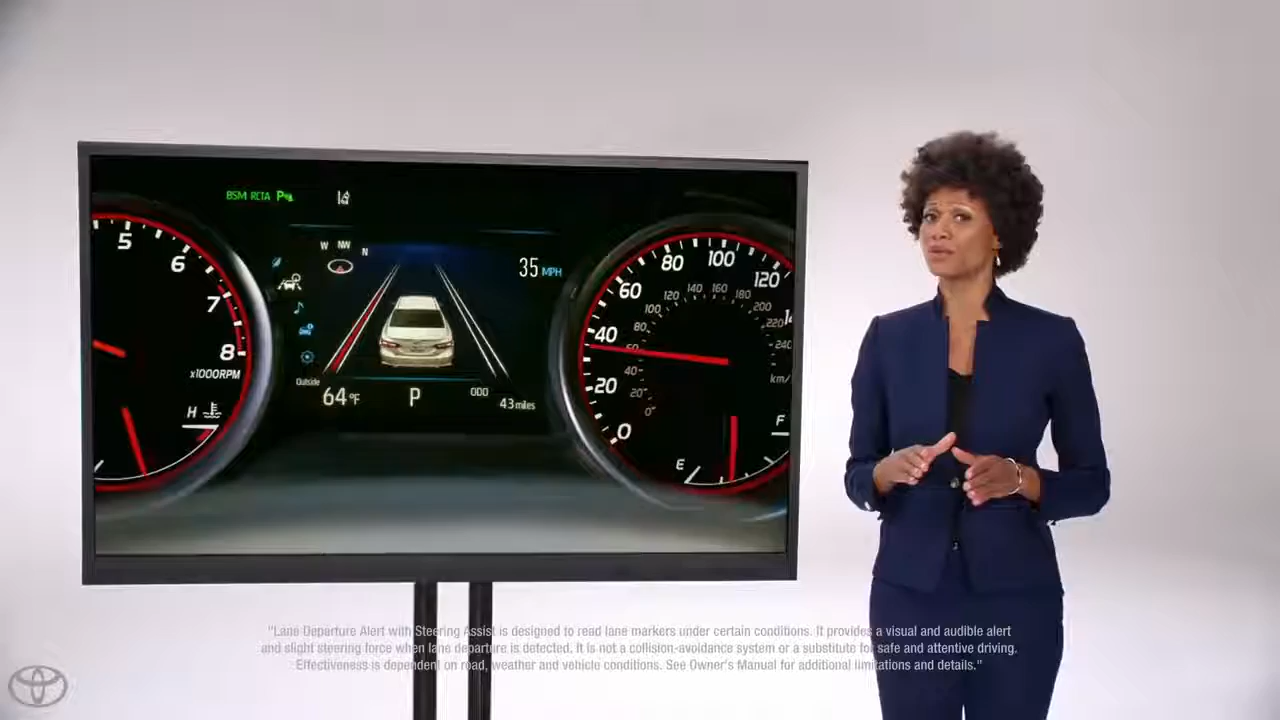 BSM RCTA P
W NW N
35 MPH
5
6
7
8
x1000RPM
H
Outside
64°F
P
ODO
43 miles
0
20
40
60
80
100
120
0
20
40
60
80
100
120
140
160
180
200
220
240
km/
E
F
"Lane Departure Alert with Steering Assist is designed to read lane markers under certain conditions. It provides a visual and audible alert
and slight steering force when lane departure is detected. It is not a collision-avoidance system or a substitute for safe and attentive driving.
Effectiveness is dependent on road, weather and vehicle conditions. See Owner's Manual for additional limitations and details."